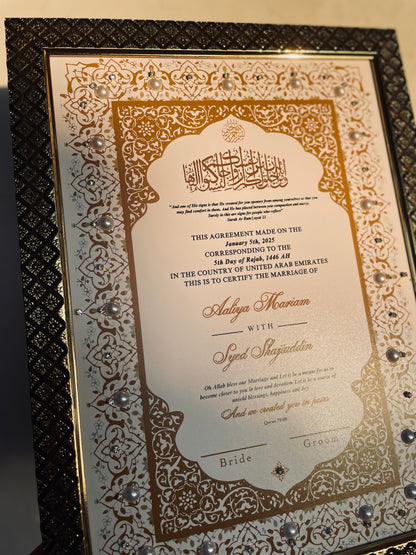 "And one of His signs is that He created for you spouses from among yourselves so that you
may find comfort in them. And He has placed between you compassion and mercy.
Surely in this are signs for people who reflect"
THIS AGREEMENT MADE ON THE
January 5th, 2025
CORRESPONDING TO THE
5th Day of Rajab, 1446 AH
IN THE COUNTRY OF UNITED ARAB EMIRATES
THIS IS TO CERTIFY THE MARRIAGE OF
Aaliya Mariam
WITH
Syed Shajiuddin
Oh Allah bless our Marriage and Let it be a means for us to
become closer to you in love and devotion. Let it be a source of
untold blessings, happiness and joy
And we created you in pairs
Quran 78:08
Bride
Groom